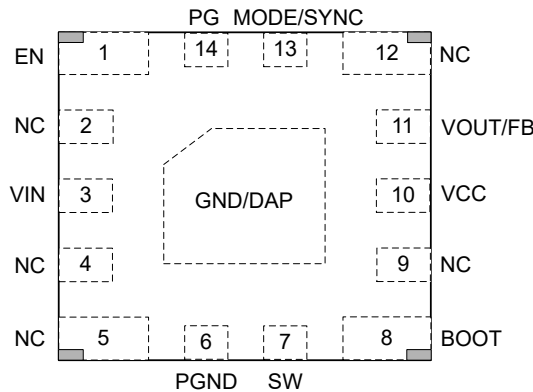 PG MODE/SYNC
EN 1 14 13 12 NC
NC 2 11 VOUT/FB
VIN 3 GND/DAP 10 VCC
NC 4 9 NC
NC 5 6 7 8 BOOT
PGND SW